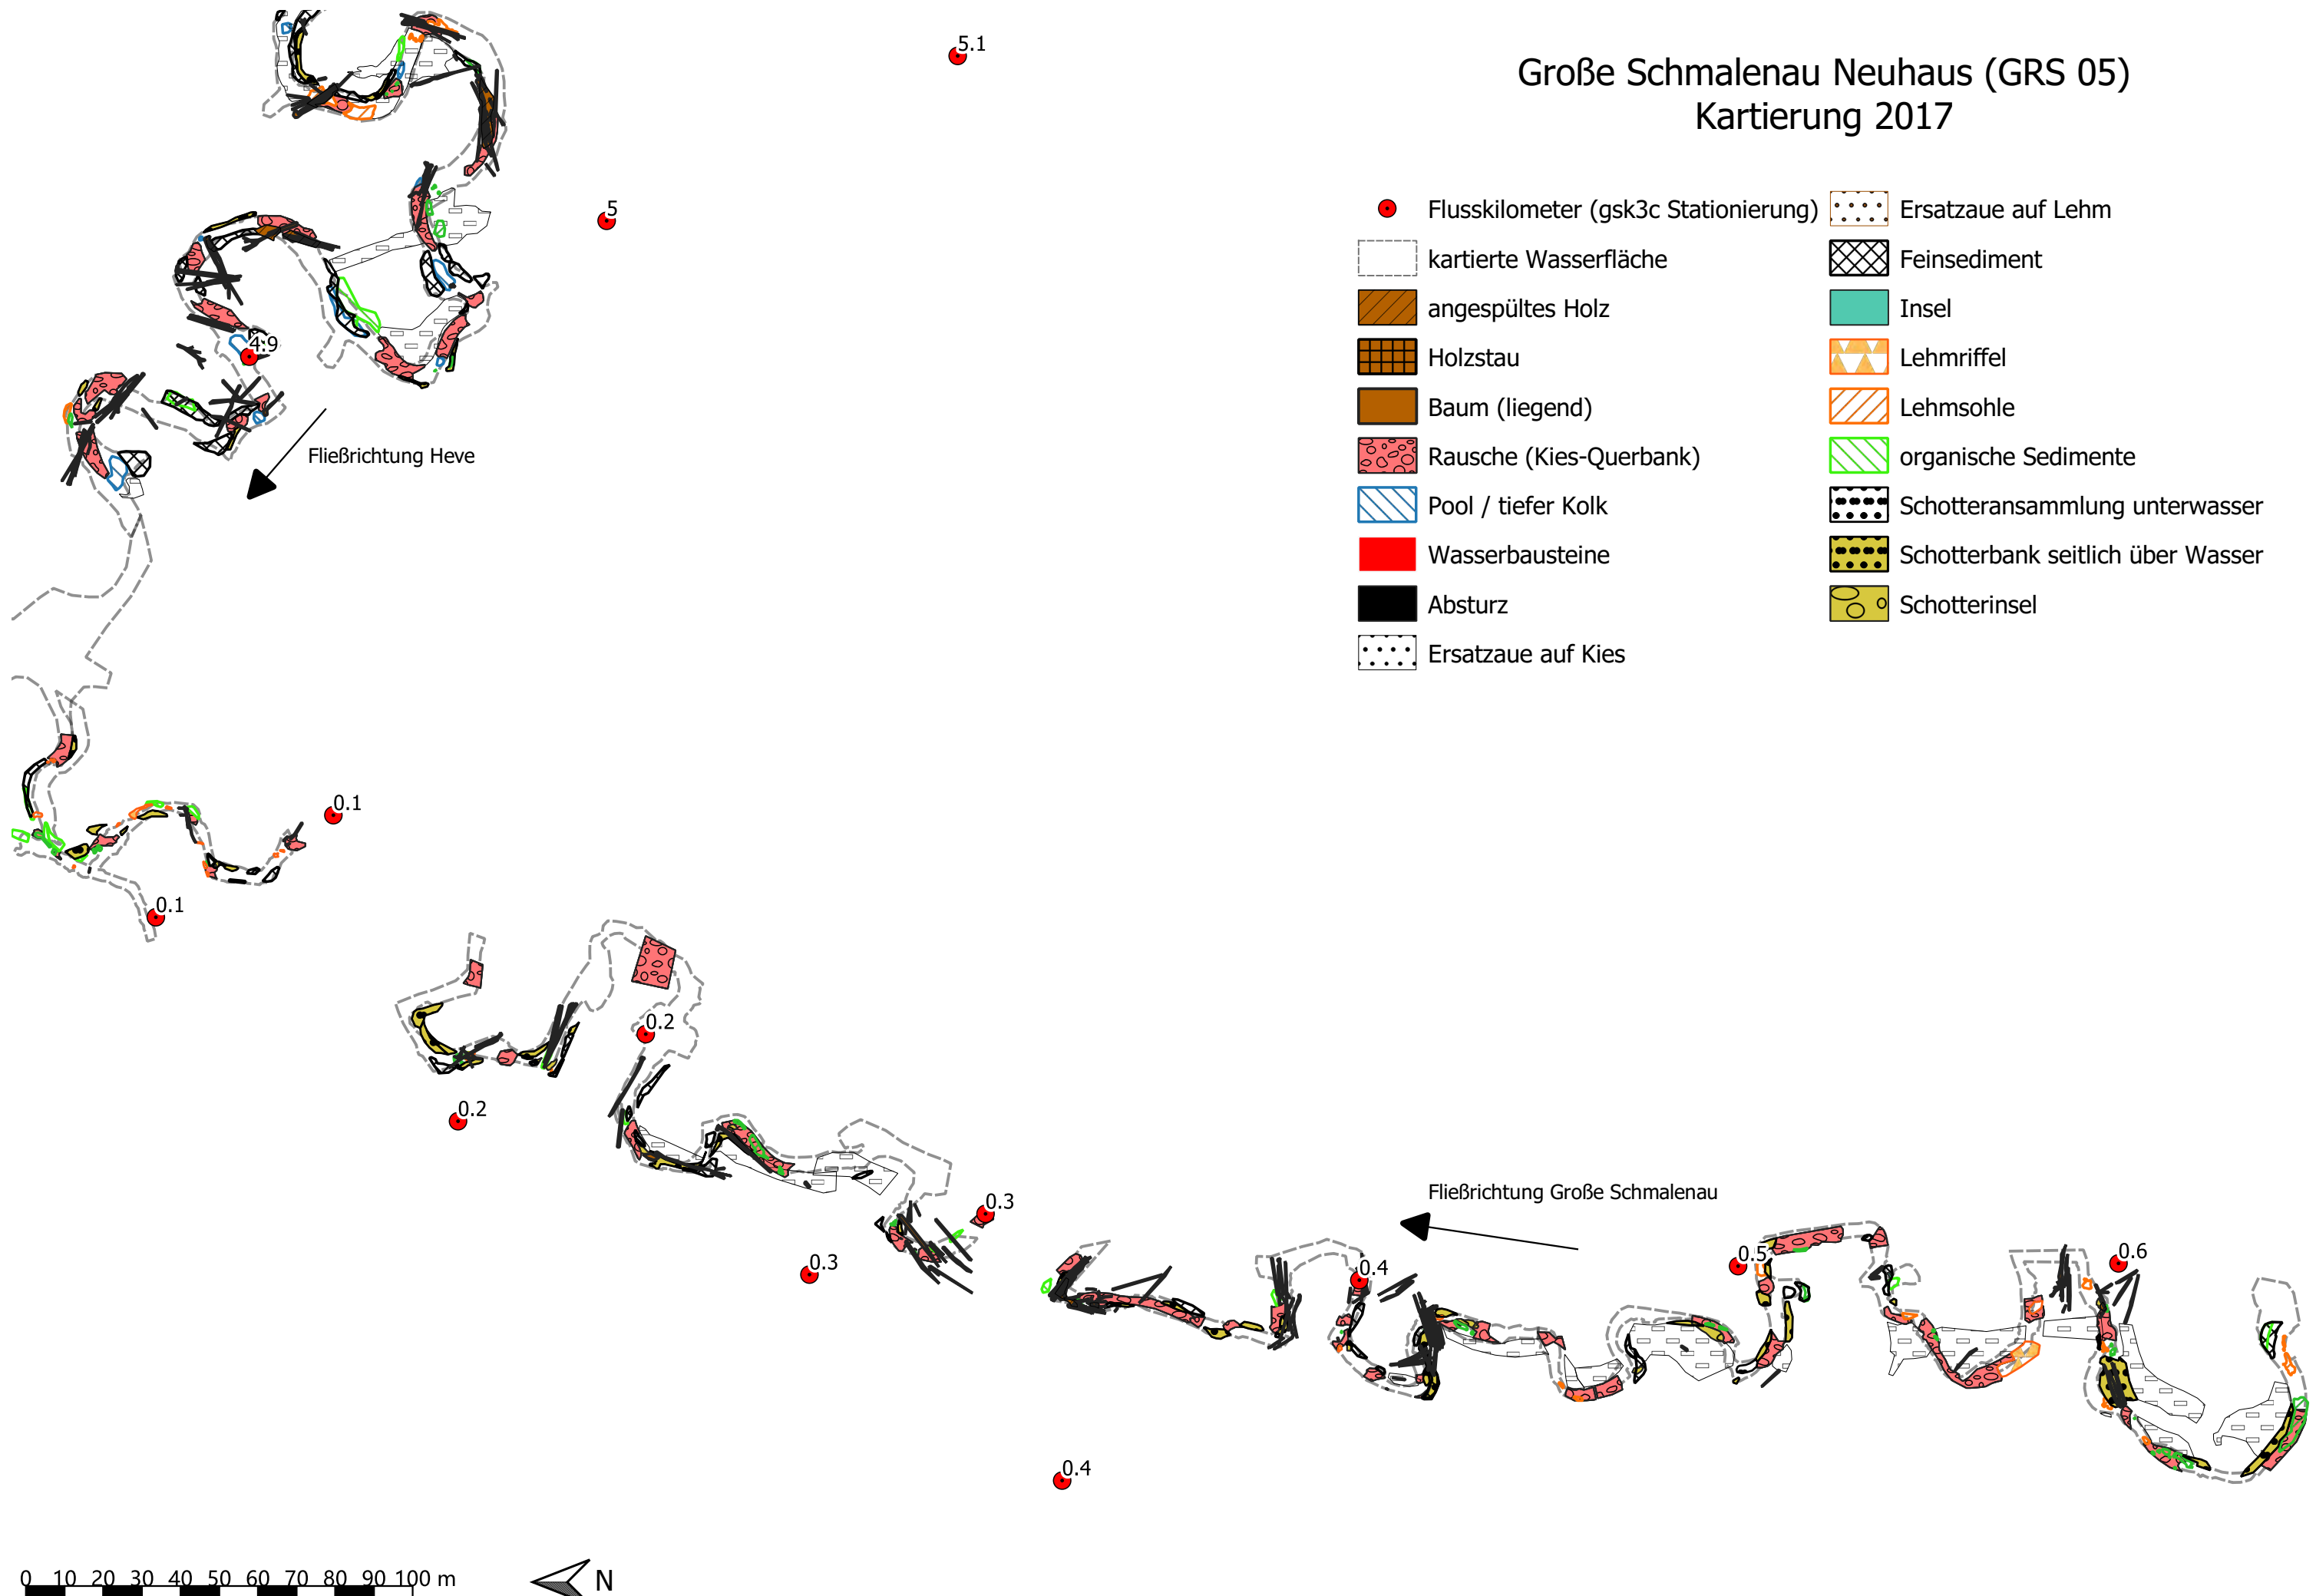 Große Schmalenau Neuhaus (GRS 05)
Kartierung 2017
Flusskilometer (gsk3c Stationierung)
kartierte Wasserfläche
angespültes Holz
Holzstau
Baum (liegend)
Rausche (Kies-Querbank)
Pool / tiefer Kolk
Wasserbausteine
Absturz
Ersatzaue auf Kies
Ersatzaue auf Lehm
Feinsediment
Insel
Lehmriffel
Lehmsohle
organische Sedimente
Schotteransammlung unterwasser
Schotterbank seitlich über Wasser
Schotterinsel
5.1
5
4.9
Fließrichtung Heve
0.1
0.1
0.2
0.2
0.3
0.3
Fließrichtung Große Schmalenau
0.4
0.5
0.6
0.4
0 10 20 30 40 50 60 70 80 90 100 m
N